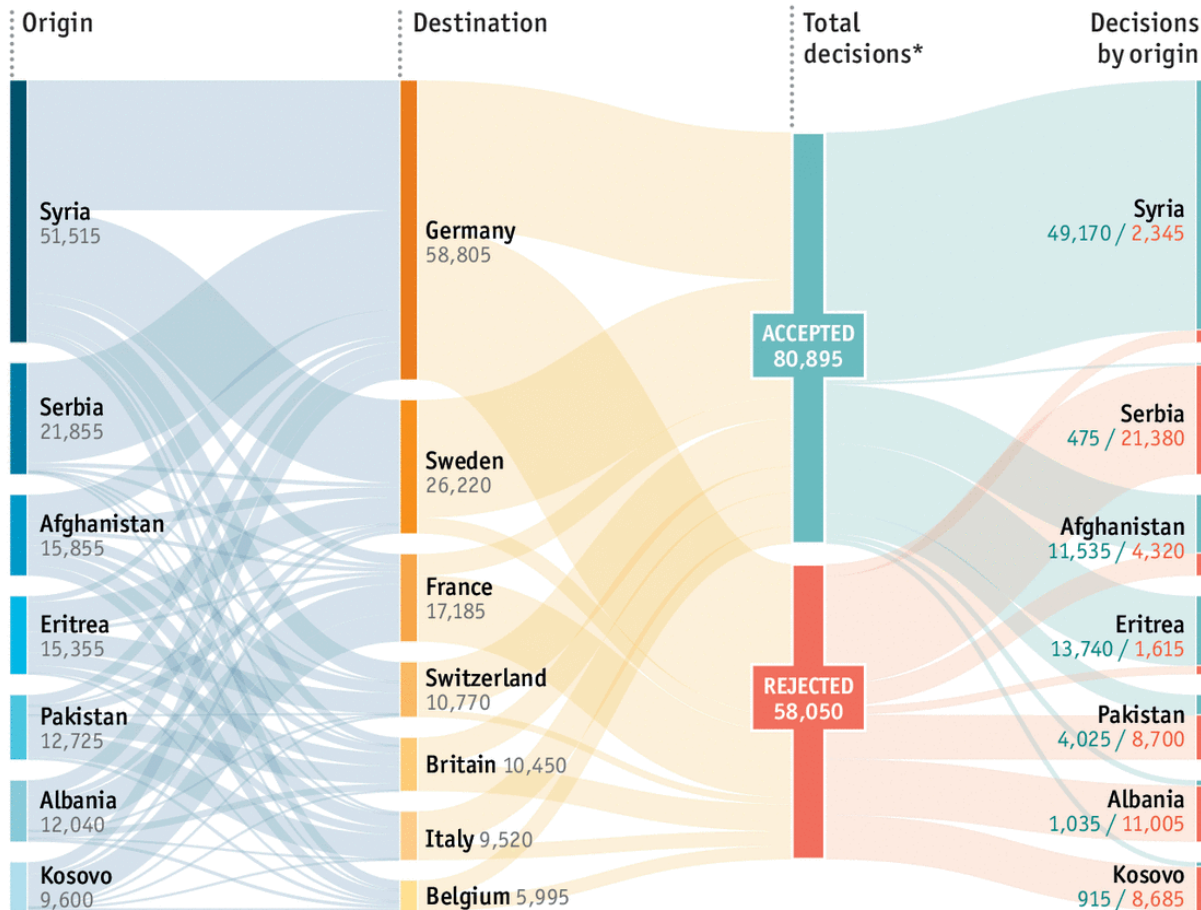 Origin
Destination
Total
decisions*
Decisions
by origin
Syria
51,515
Serbia
21,855
Afghanistan
15,855
Eritrea
15,355
Pakistan
12,725
Albania
12,040
Kosovo
9,600
Germany
58,805
Sweden
26,220
France
17,185
Switzerland
10,770
Britain 10,450
Italy 9,520
Belgium 5,995
ACCEPTED
80,895
REJECTED
58,050
Syria
49,170 / 2,345
Serbia
475 / 21,380
Afghanistan
11,535 / 4,320
Eritrea
13,740 / 1,615
Pakistan
4,025 / 8,700
Albania
1,035 / 11,005
Kosovo
915 / 8,685